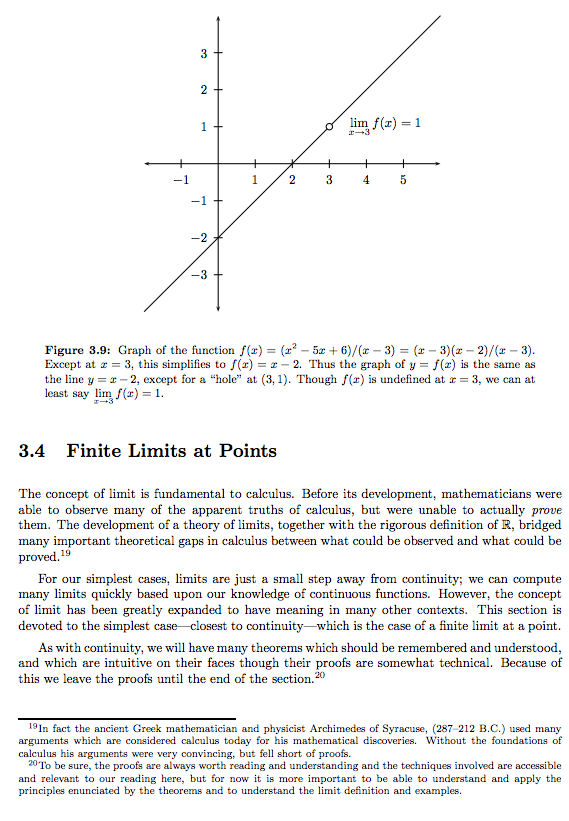 3
2
1
lim f(x) = 1
x→3
−1
1
2
3
4
5
−1
−2
−3
Figure 3.9: Graph of the function f(x) = (x² − 5x + 6)/(x − 3) = (x − 3)(x − 2)/(x − 3).
Except at x = 3, this simplifies to f(x) = x − 2. Thus the graph of y = f(x) is the same as
the line y = x − 2, except for a “hole” at (3, 1). Though f(x) is undefined at x = 3, we can at
least say lim f(x) = 1.
x→3
3.4 Finite Limits at Points
The concept of limit is fundamental to calculus. Before its development, mathematicians were
able to observe many of the apparent truths of calculus, but were unable to actually prove
them. The development of a theory of limits, together with the rigorous definition of ℝ, bridged
many important theoretical gaps in calculus between what could be observed and what could be
proved.¹⁹
For our simplest cases, limits are just a small step away from continuity; we can compute
many limits quickly based upon our knowledge of continuous functions. However, the concept
of limit has been greatly expanded to have meaning in many other contexts. This section is
devoted to the simplest case—closest to continuity—which is the case of a finite limit at a point.
As with continuity, we will have many theorems which should be remembered and understood,
and which are intuitive on their faces though their proofs are somewhat technical. Because of
this we leave the proofs until the end of the section.²⁰
¹⁹In fact the ancient Greek mathematician and physicist Archimedes of Syracuse, (287–212 B.C.) used many
arguments which are considered calculus today for his mathematical discoveries. Without the foundations of
calculus his arguments were very convincing, but fell short of proofs.
²⁰To be sure, the proofs are always worth reading and understanding and the techniques involved are accessible
and relevant to our reading here, but for now it is more important to be able to understand and apply the
principles enunciated by the theorems and to understand the limit definition and examples.